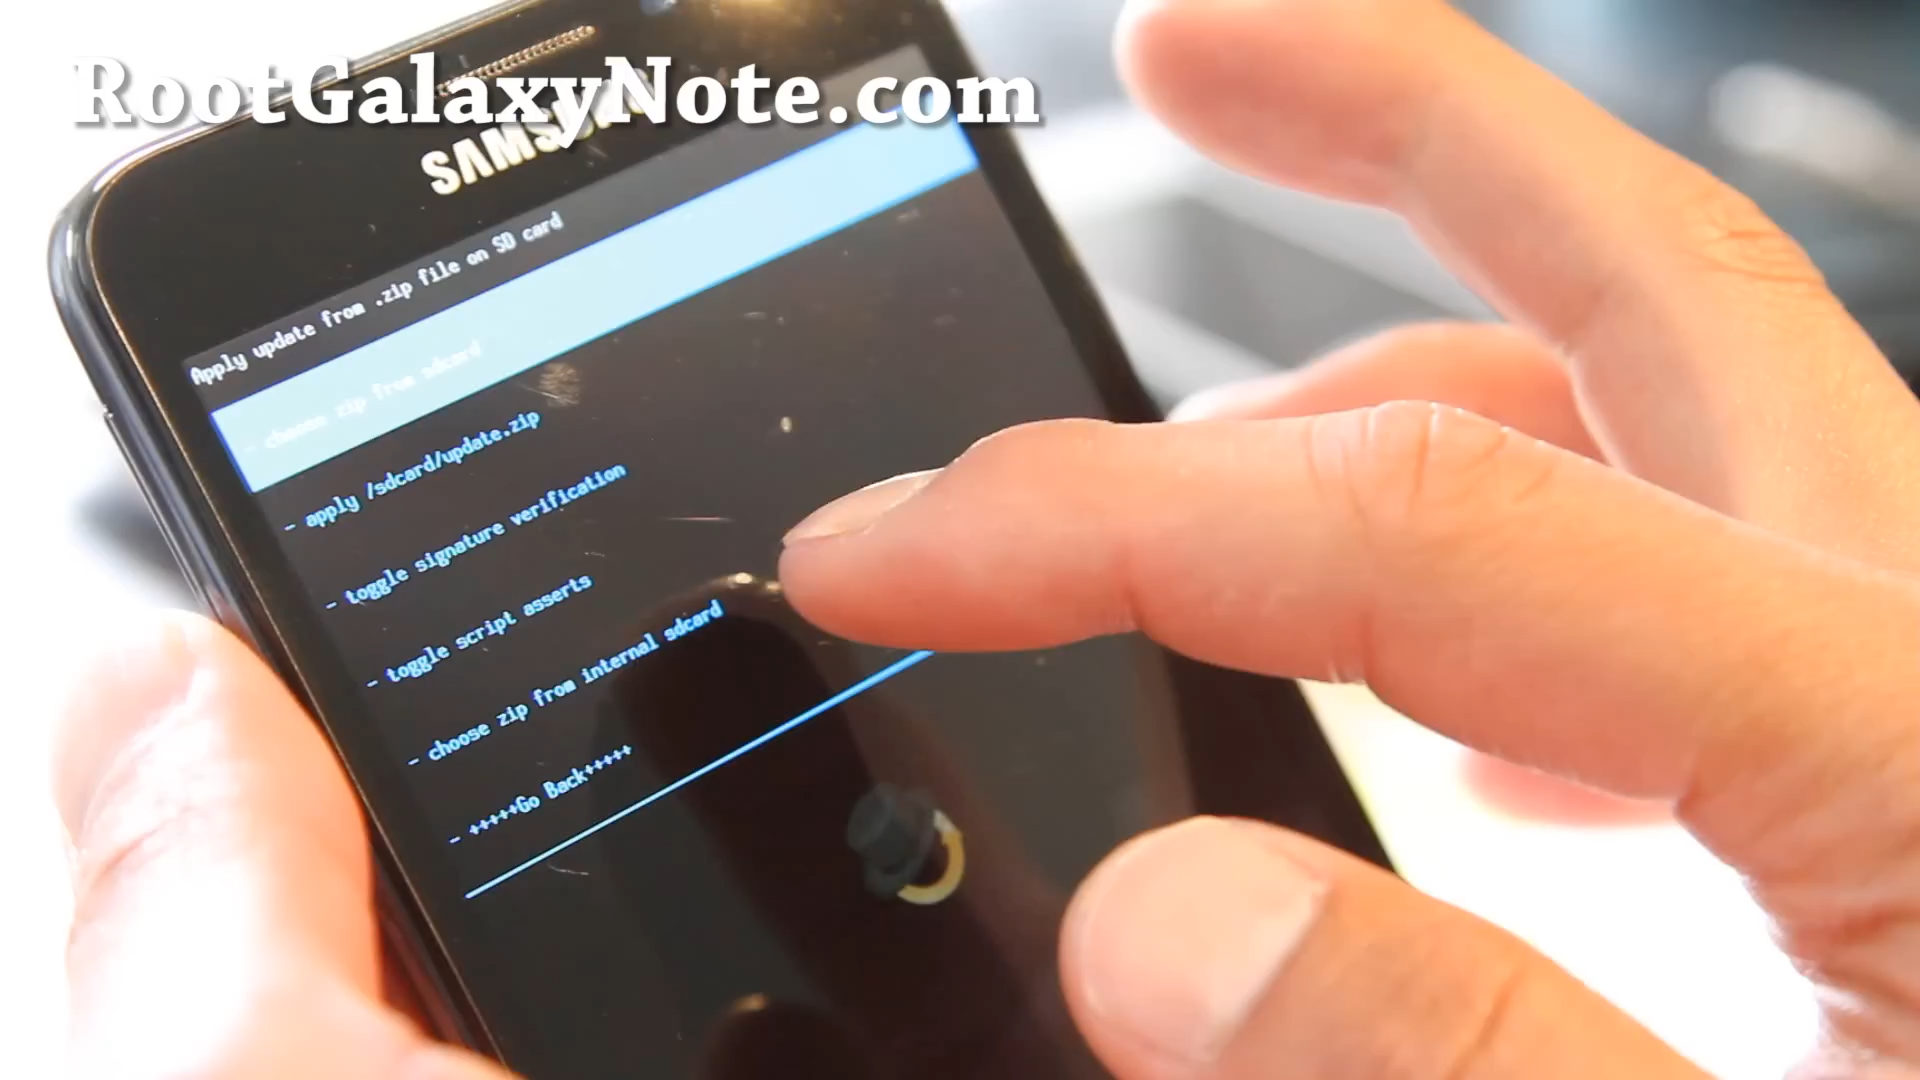 RootGalaxyNote.com
SAMSUNG
Apply update from .zip file on SD card
- choose zip from sdcard
- apply /sdcard/update.zip
- toggle signature verification
- toggle script asserts
- choose zip from internal sdcard
- +++++Go Back+++++